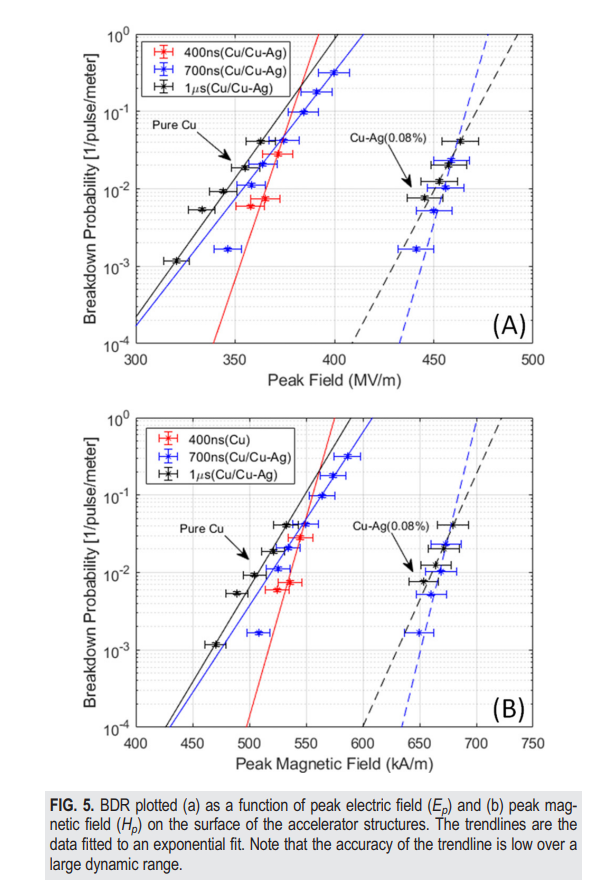 10^0
10^-1
10^-2
10^-3
10^-4
Breakdown Probability [1/pulse/meter]
400ns(Cu/Cu-Ag)
700ns(Cu/Cu-Ag)
1μs(Cu/Cu-Ag)
Pure Cu
Cu-Ag(0.08%)
(A)
300 350 400 450 500
Peak Field (MV/m)
10^0
10^-1
10^-2
10^-3
10^-4
Breakdown Probability [1/pulse/meter]
400ns(Cu)
700ns(Cu/Cu-Ag)
1μs(Cu/Cu-Ag)
Pure Cu
Cu-Ag(0.08%)
(B)
400 450 500 550 600 650 700 750
Peak Magnetic Field (kA/m)
FIG. 5. BDR plotted (a) as a function of peak electric field (Ep) and (b) peak mag-
netic field (Hp) on the surface of the accelerator structures. The trendlines are the
data fitted to an exponential fit. Note that the accuracy of the trendline is low over a
large dynamic range.